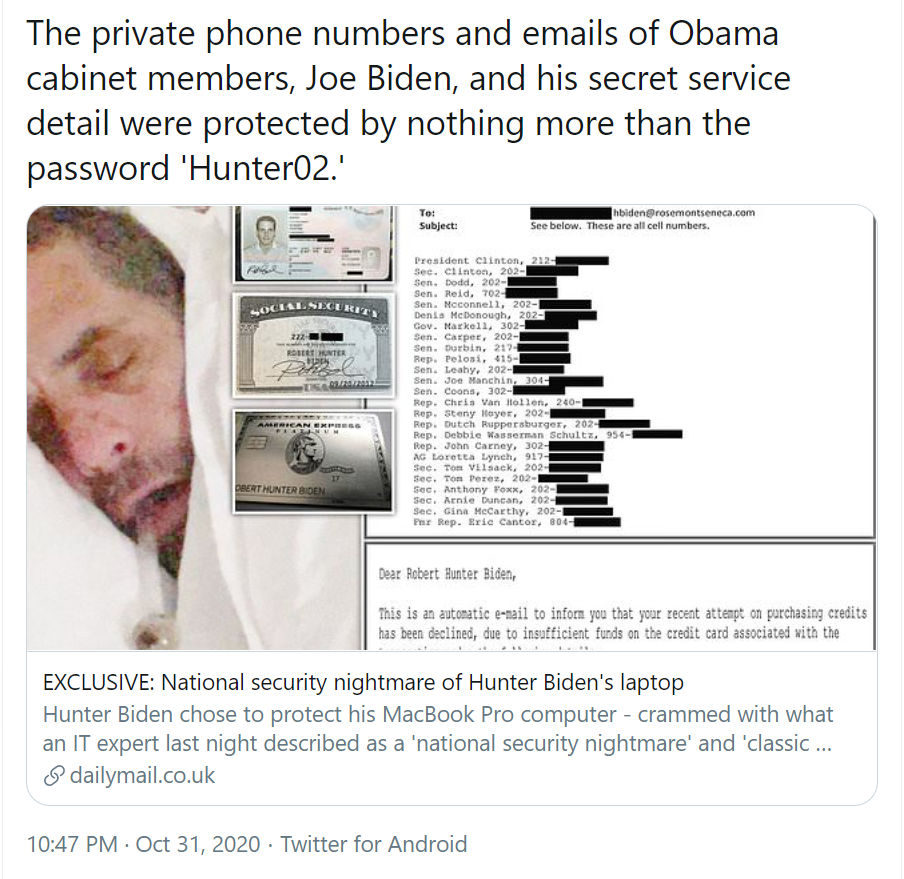 The private phone numbers and emails of Obama
cabinet members, Joe Biden, and his secret service
detail were protected by nothing more than the
password 'Hunter02.'
SOCIAL SECURITY
ROBERT HUNTER
BIDEN
AMERICAN EXPRESS
PLATINUM
17
OBERT HUNTER BIDEN
To: hbiden@rosemontseneca.com
Subject: See below. These are all cell numbers.
President Clinton, 212-
Sec. Clinton, 202-
Sen. Dodd, 202-
Sen. Reid, 702-
Sen. Mcconnell, 202-
Denis McDonough, 202-
Gov. Markell, 302-
Sen. Carper, 202-
Sen. Durbin, 217-
Rep. Pelosi, 415-
Sen. Leahy, 202-
Sen. Joe Manchin, 304-
Sen. Coons, 302-
Rep. Chris Van Hollen, 240-
Rep. Steny Hoyer, 202-
Rep. Dutch Ruppersburger, 202-
Rep. Debbie Wasserman Schultz, 954-
Rep. John Carney, 302-
AG Loretta Lynch, 917-
Sec. Tom Vilsack, 202-
Sec. Tom Perez, 202-
Sec. Anthony Foxx, 202-
Sec. Arnie Duncan, 202-
Sec. Gina McCarthy, 202-
Fmr Rep. Eric Cantor, 804-
Dear Robert Hunter Biden,
This is an automatic e-mail to inform you that your recent attempt on purchasing credits
has been declined, due to insufficient funds on the credit card associated with the
EXCLUSIVE: National security nightmare of Hunter Biden's laptop
Hunter Biden chose to protect his MacBook Pro computer - crammed with what
an IT expert last night described as a 'national security nightmare' and 'classic ...
dailymail.co.uk
10:47 PM · Oct 31, 2020 · Twitter for Android